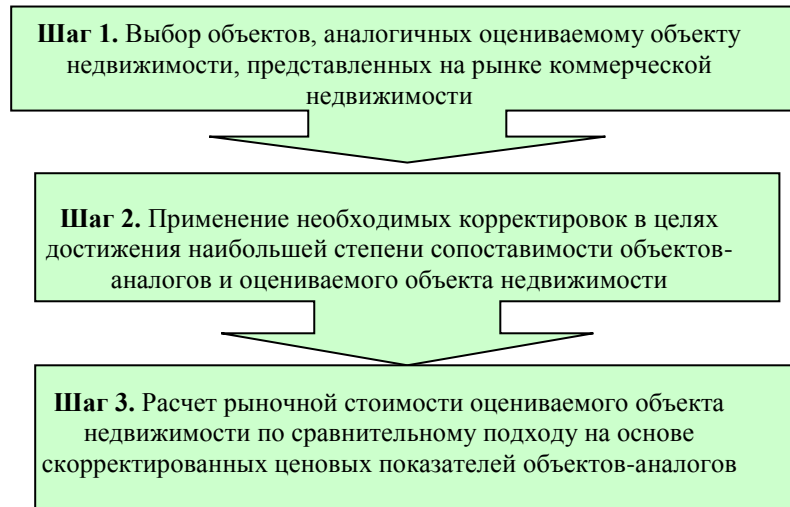 Шаг 1. Выбор объектов, аналогичных оцениваемому объекту
недвижимости, представленных на рынке коммерческой
недвижимости
Шаг 2. Применение необходимых корректировок в целях
достижения наибольшей степени сопоставимости объектов-
аналогов и оцениваемого объекта недвижимости
Шаг 3. Расчет рыночной стоимости оцениваемого объекта
недвижимости по сравнительному подходу на основе
скорректированных ценовых показателей объектов-аналогов